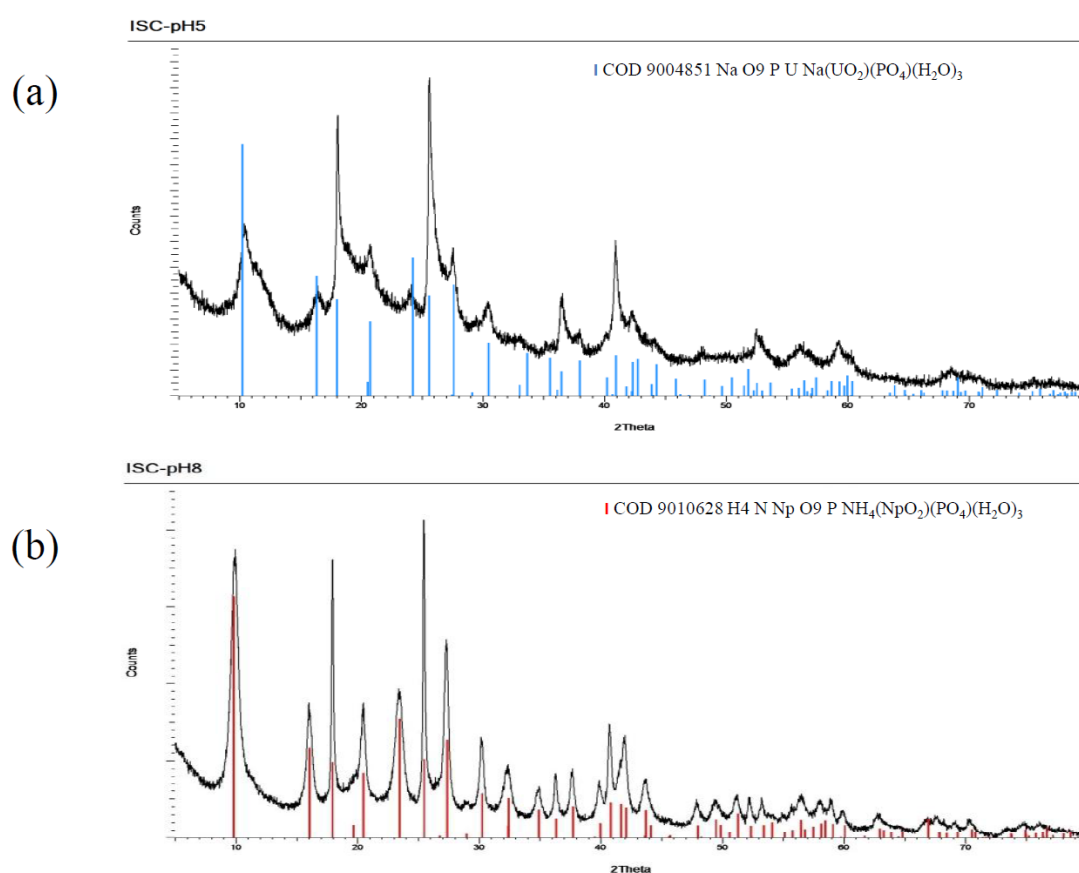 ISC-pH5
(a)
COD 9004851 Na O9 P U Na(UO₂)(PO₄)(H₂O)₃
Counts
10 20 30 40 50 60 70
2Theta
ISC-pH8
(b)
COD 9010628 H4 N Np O9 P NH₄(NpO₂)(PO₄)(H₂O)₃
Counts
10 20 30 40 50 60 70
2Theta